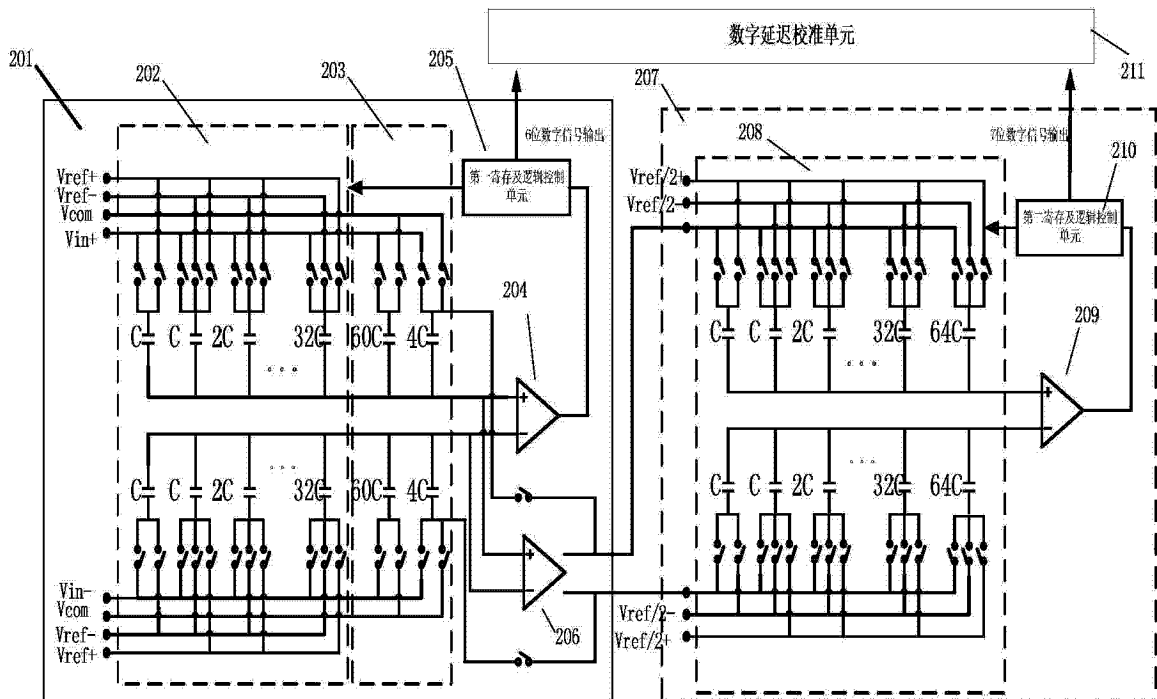 数字延迟校准单元
211
201
202
203
205
207
208
6位数字信号输出
7位数字信号输出
210
第一寄存及逻辑控制
单元
第二寄存及逻辑控制
单元
Vref+
Vref-
Vcom
Vin+
Vref/2+
Vref/2-
204
209
C C 2C 32C 60C 4C
C C 2C 32C 64C
C C 2C 32C 60C 4C
C C 2C 32C 64C
206
Vin-
Vcom
Vref-
Vref+
Vref/2-
Vref/2+